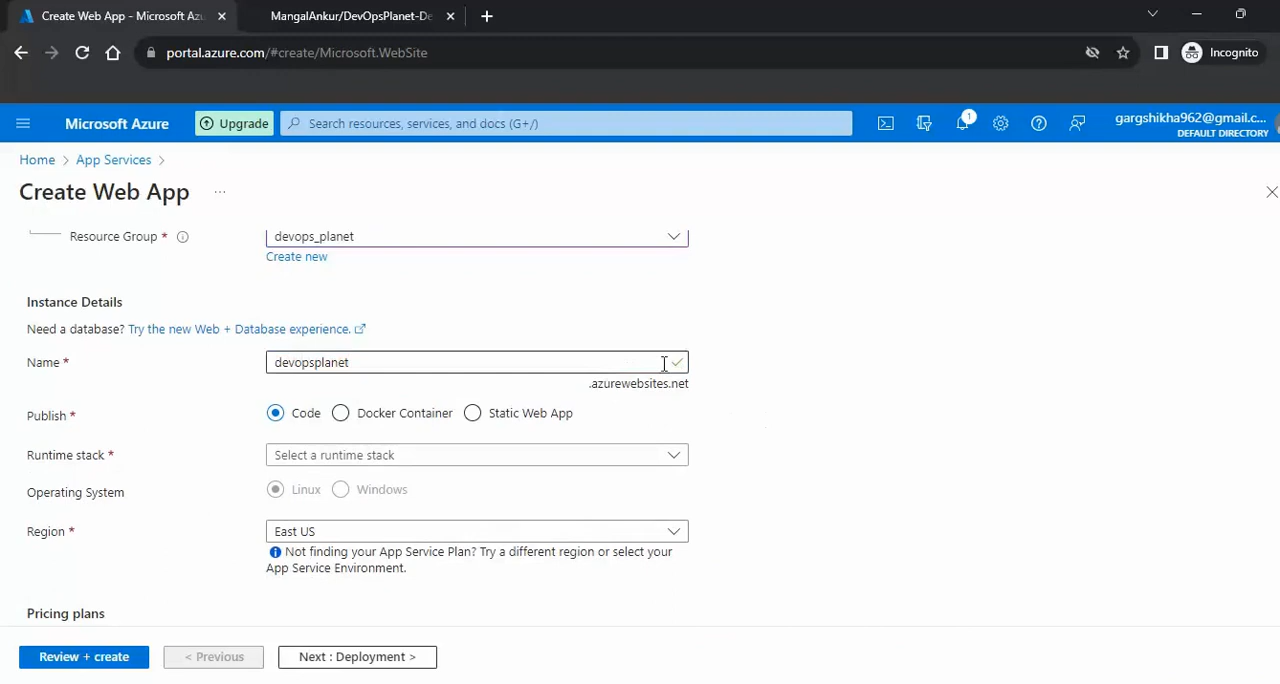 Create Web App - Microsoft Azu
MangalAnkur/DevOpsPlanet-De
portal.azure.com/#create/Microsoft.WebSite
Incognito
Microsoft Azure
Upgrade
Search resources, services, and docs (G+/)
1
gargshikha962@gmail.c...
DEFAULT DIRECTORY
Home > App Services >
Create Web App ...
Resource Group *
devops_planet
Create new
Instance Details
Need a database? Try the new Web + Database experience.
Name *
devopsplanet
.azurewebsites.net
Publish *
Code
Docker Container
Static Web App
Runtime stack *
Select a runtime stack
Operating System
Linux
Windows
Region *
East US
Not finding your App Service Plan? Try a different region or select your
App Service Environment.
Pricing plans
Review + create
< Previous
Next : Deployment >